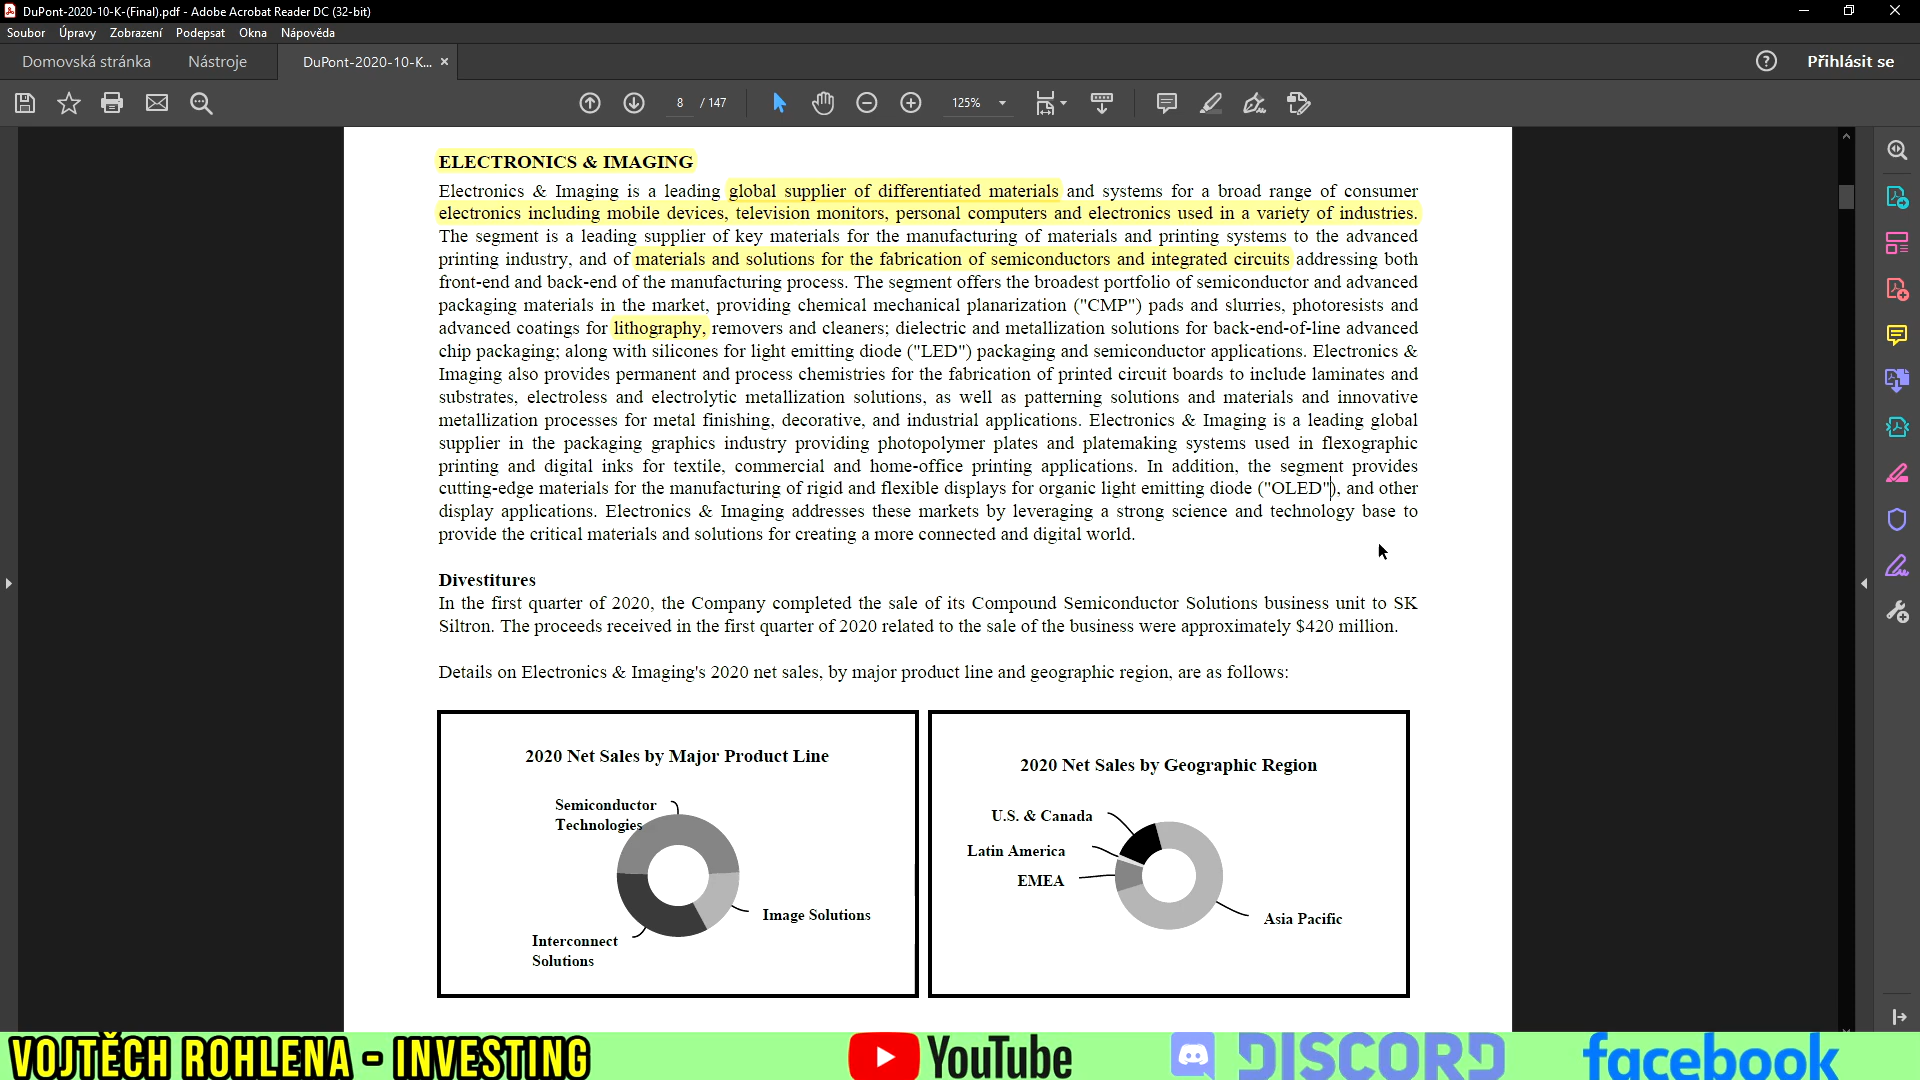 DuPont-2020-10-K-(Final).pdf - Adobe Acrobat Reader DC (32-bit)
Soubor Úpravy Zobrazení Podepsat Okna Nápověda
Domovská stránka Nástroje DuPont-2020-10-K... × Přihlásit se
8 / 147 125%
ELECTRONICS & IMAGING
Electronics & Imaging is a leading global supplier of differentiated materials and systems for a broad range of consumer
electronics including mobile devices, television monitors, personal computers and electronics used in a variety of industries.
The segment is a leading supplier of key materials for the manufacturing of materials and printing systems to the advanced
printing industry, and of materials and solutions for the fabrication of semiconductors and integrated circuits addressing both
front-end and back-end of the manufacturing process. The segment offers the broadest portfolio of semiconductor and advanced
packaging materials in the market, providing chemical mechanical planarization ("CMP") pads and slurries, photoresists and
advanced coatings for lithography, removers and cleaners; dielectric and metallization solutions for back-end-of-line advanced
chip packaging; along with silicones for light emitting diode ("LED") packaging and semiconductor applications. Electronics &
Imaging also provides permanent and process chemistries for the fabrication of printed circuit boards to include laminates and
substrates, electroless and electrolytic metallization solutions, as well as patterning solutions and materials and innovative
metallization processes for metal finishing, decorative, and industrial applications. Electronics & Imaging is a leading global
supplier in the packaging graphics industry providing photopolymer plates and platemaking systems used in flexographic
printing and digital inks for textile, commercial and home-office printing applications. In addition, the segment provides
cutting-edge materials for the manufacturing of rigid and flexible displays for organic light emitting diode ("OLED"), and other
display applications. Electronics & Imaging addresses these markets by leveraging a strong science and technology base to
provide the critical materials and solutions for creating a more connected and digital world.
Divestitures
In the first quarter of 2020, the Company completed the sale of its Compound Semiconductor Solutions business unit to SK
Siltron. The proceeds received in the first quarter of 2020 related to the sale of the business were approximately $420 million.
Details on Electronics & Imaging's 2020 net sales, by major product line and geographic region, are as follows:
2020 Net Sales by Major Product Line
Semiconductor
Technologies
Image Solutions
Interconnect
Solutions
2020 Net Sales by Geographic Region
U.S. & Canada
Latin America
EMEA
Asia Pacific
VOJTĚCH ROHLENA - INVESTING YouTube DISCORD facebook